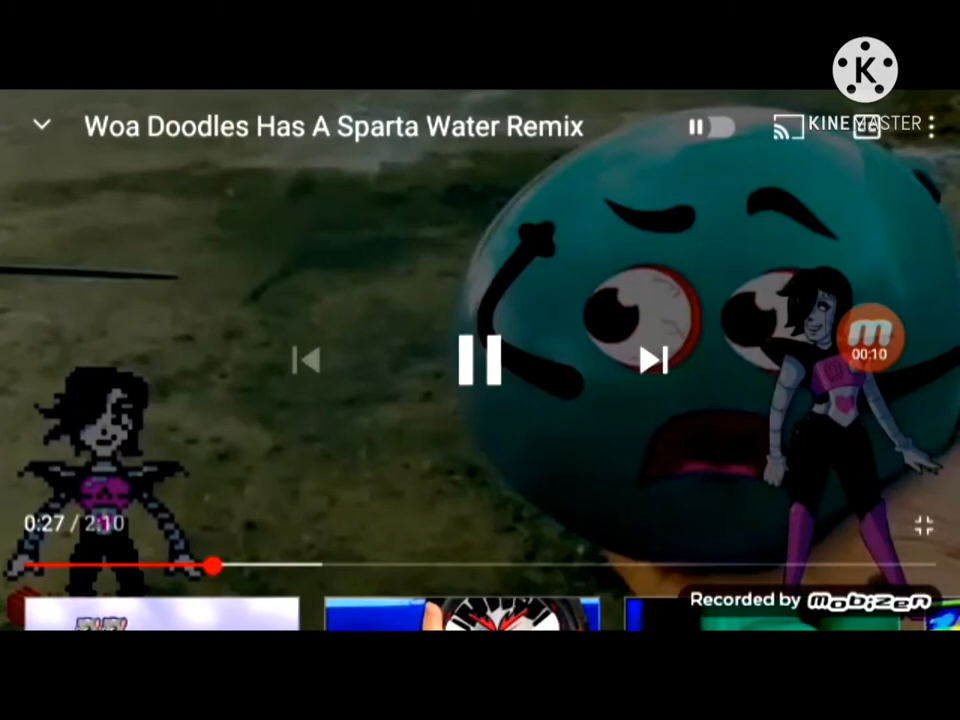 K
Woa Doodles Has A Sparta Water Remix
KINEMASTER
00:10
0:27 / 2:10
Recorded by mobizen